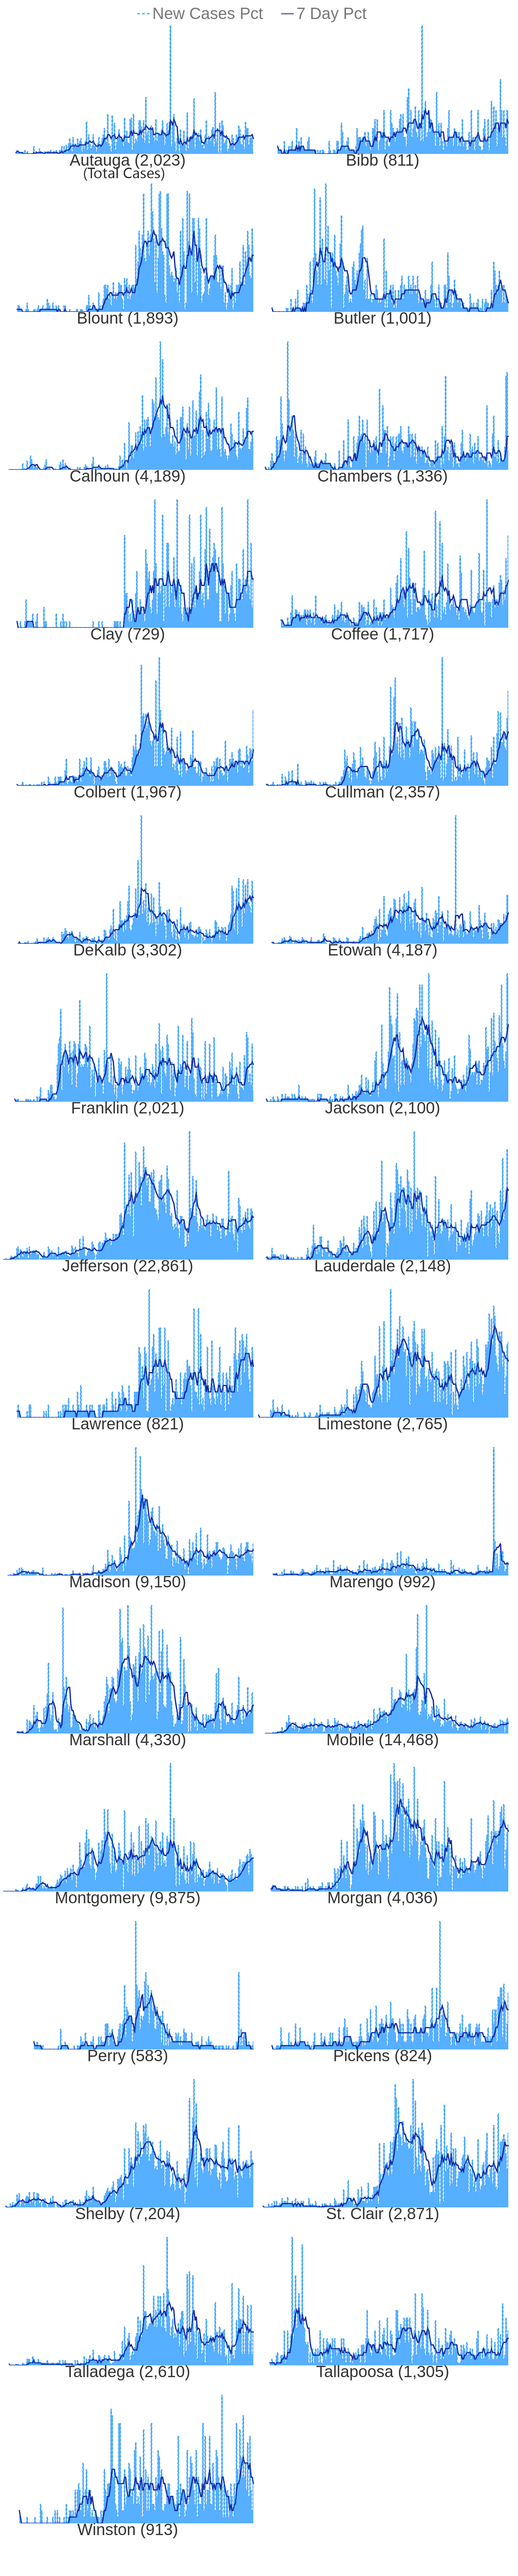 New Cases Pct 7 Day Pct
Autauga (2,023) Bibb (811)
(Total Cases)
Blount (1,893) Butler (1,001)
Calhoun (4,189) Chambers (1,336)
Clay (729) Coffee (1,717)
Colbert (1,967) Cullman (2,357)
DeKalb (3,302) Etowah (4,187)
Franklin (2,021) Jackson (2,100)
Jefferson (22,861) Lauderdale (2,148)
Lawrence (821) Limestone (2,765)
Madison (9,150) Marengo (992)
Marshall (4,330) Mobile (14,468)
Montgomery (9,875) Morgan (4,036)
Perry (583) Pickens (824)
Shelby (7,204) St. Clair (2,871)
Talladega (2,610) Tallapoosa (1,305)
Winston (913)